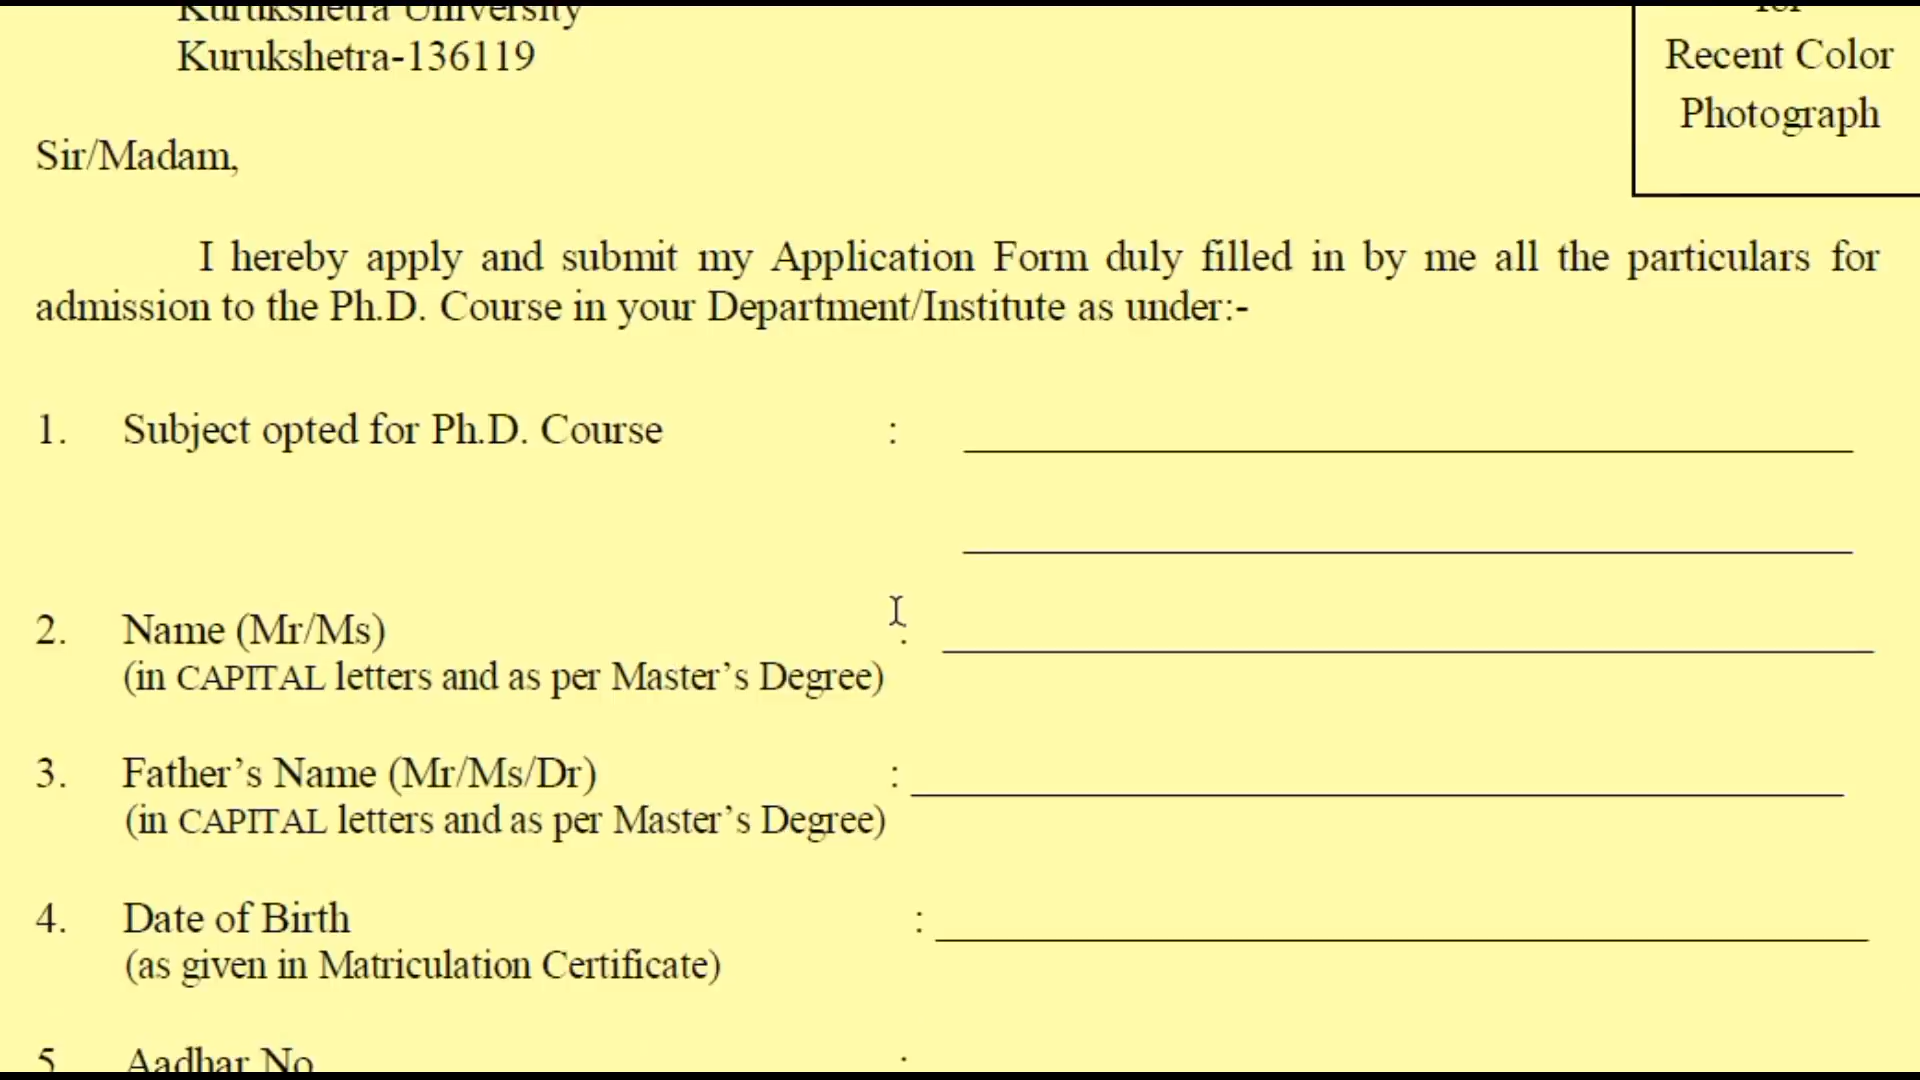 Kurukshetra University
Kurukshetra-136119
for
Recent Color
Photograph
Sir/Madam,
I hereby apply and submit my Application Form duly filled in by me all the particulars for
admission to the Ph.D. Course in your Department/Institute as under:-
1. Subject opted for Ph.D. Course :
2. Name (Mr/Ms) :
(in CAPITAL letters and as per Master’s Degree)
3. Father’s Name (Mr/Ms/Dr) :
(in CAPITAL letters and as per Master’s Degree)
4. Date of Birth :
(as given in Matriculation Certificate)
5. Aadhar No. :